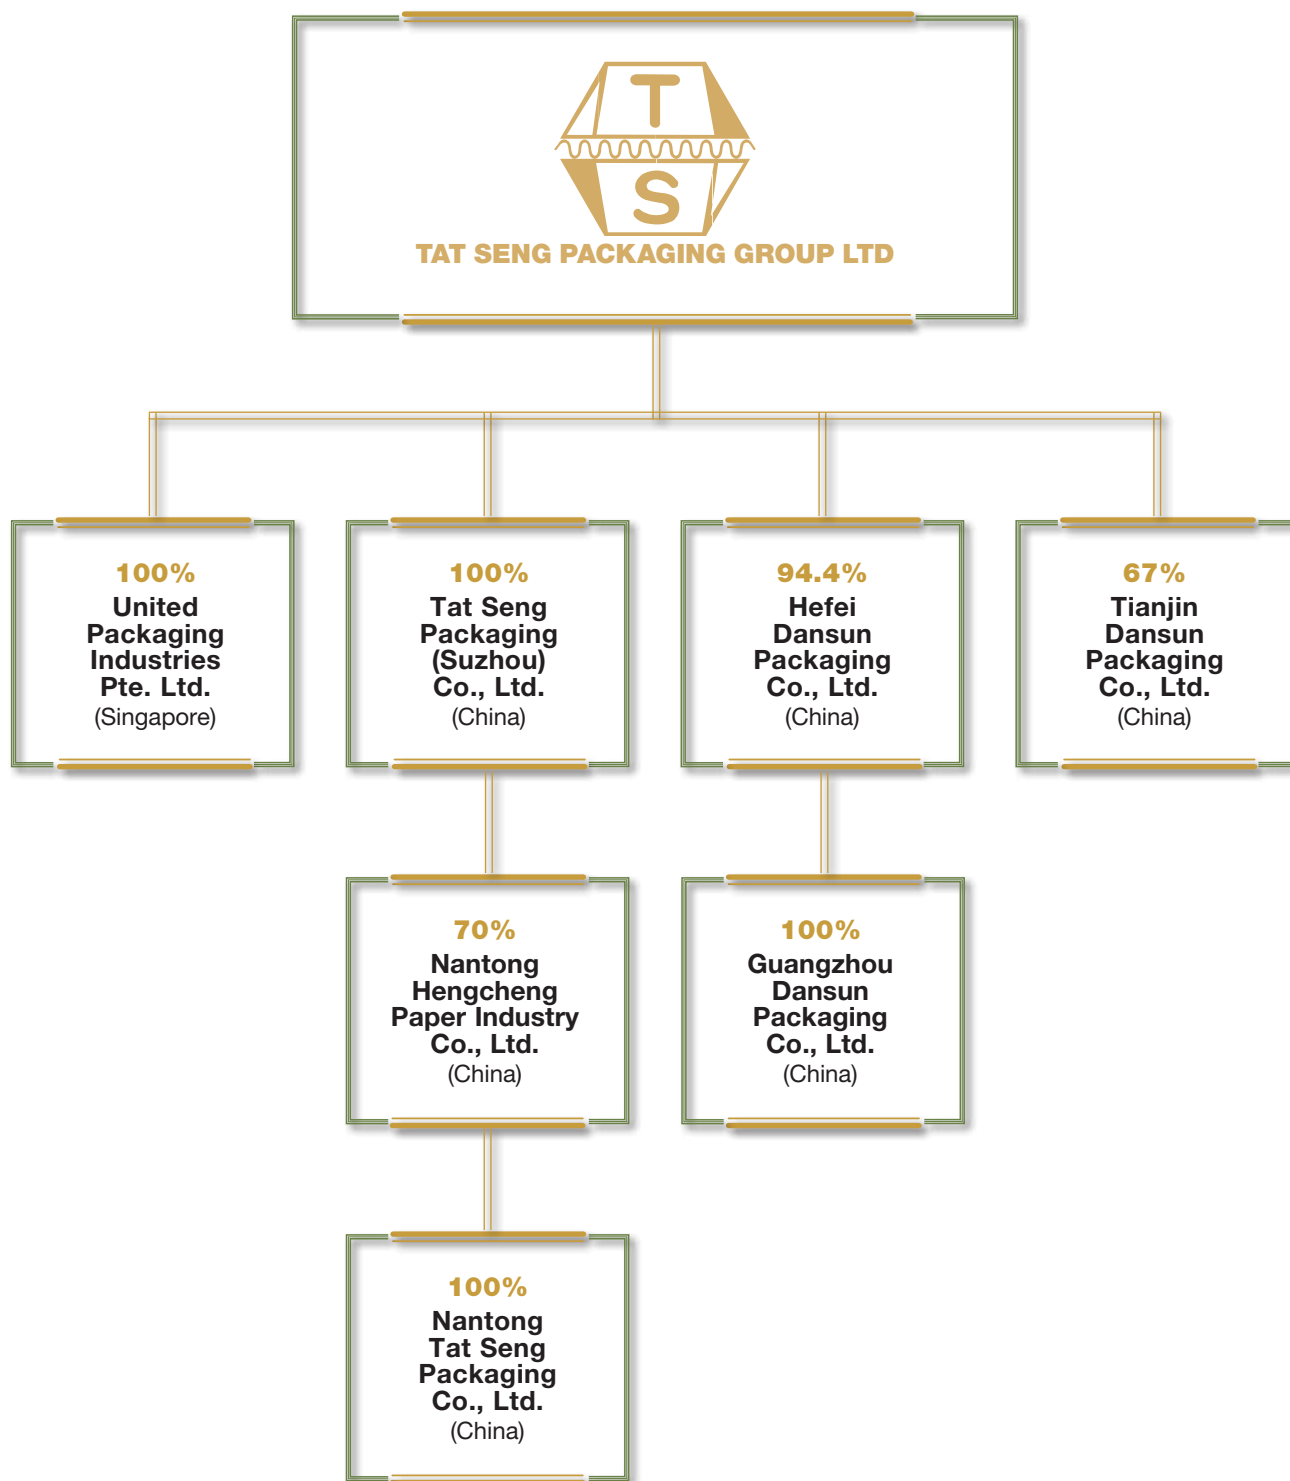 T
S
TAT SENG PACKAGING GROUP LTD
100%
United
Packaging
Industries
Pte. Ltd.
(Singapore)
100%
Tat Seng
Packaging
(Suzhou)
Co., Ltd.
(China)
94.4%
Hefei
Dansun
Packaging
Co., Ltd.
(China)
67%
Tianjin
Dansun
Packaging
Co., Ltd.
(China)
70%
Nantong
Hengcheng
Paper Industry
Co., Ltd.
(China)
100%
Guangzhou
Dansun
Packaging
Co., Ltd.
(China)
100%
Nantong
Tat Seng
Packaging
Co., Ltd.
(China)